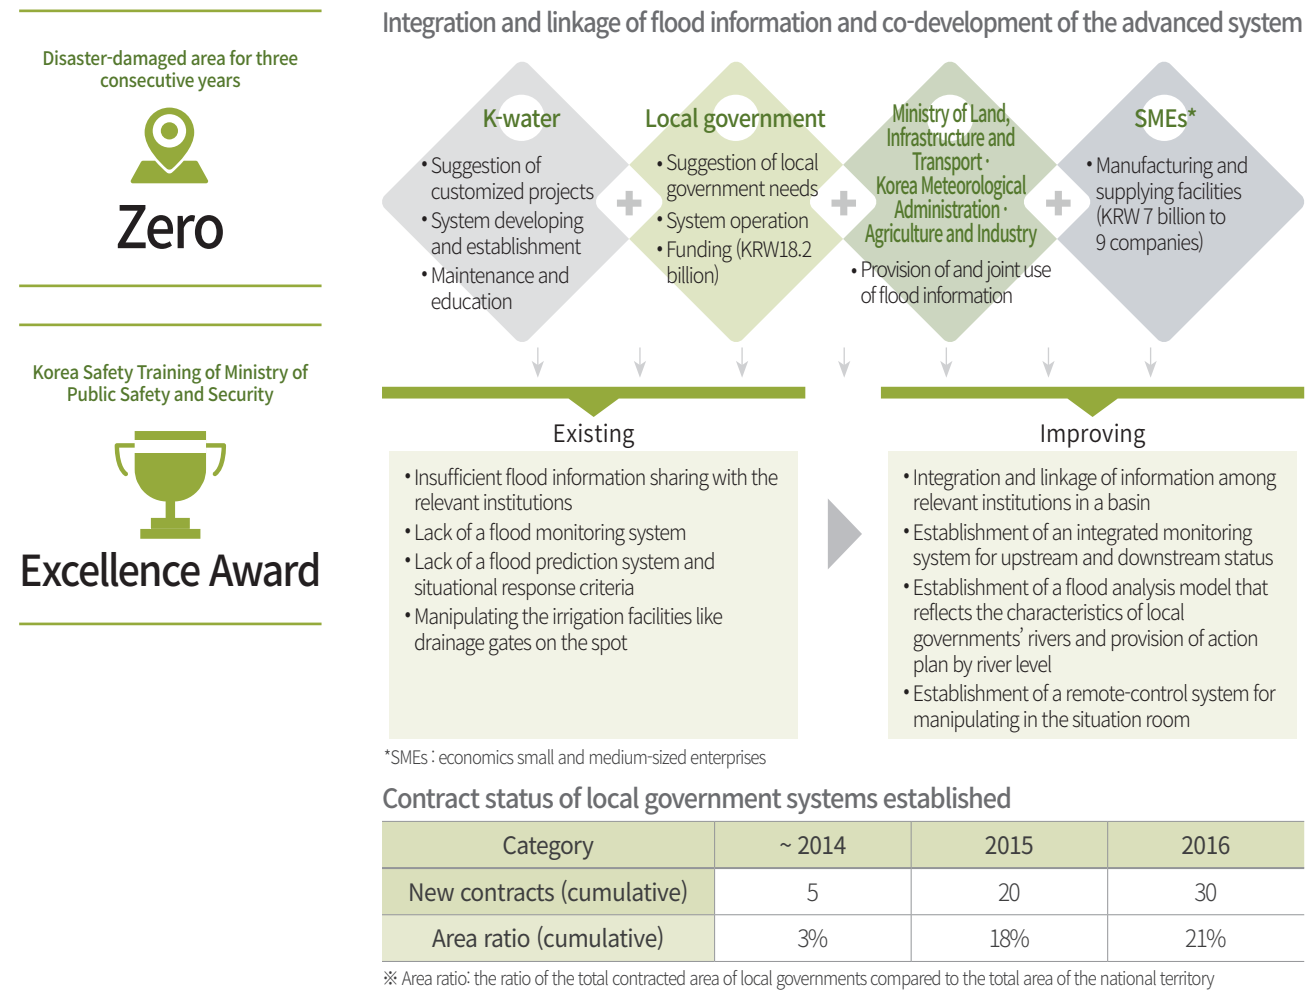 Disaster-damaged area for three
consecutive years
Zero
Korea Safety Training of Ministry of
Public Safety and Security
Excellence Award
Integration and linkage of flood information and co-development of the advanced system
K-water
• Suggestion of
customized projects
• System developing
and establishment
• Maintenance and
education
Local government
• Suggestion of local
government needs
• System operation
• Funding (KRW18.2
billion)
Ministry of Land,
Infrastructure and
Transport ·
Korea Meteorological
Administration ·
Agriculture and Industry
• Provision of and joint use
of flood information
SMEs*
• Manufacturing and
supplying facilities
(KRW 7 billion to
9 companies)
Existing
• Insufficient flood information sharing with the
relevant institutions
• Lack of a flood monitoring system
• Lack of a flood prediction system and
situational response criteria
• Manipulating the irrigation facilities like
drainage gates on the spot
Improving
• Integration and linkage of information among
relevant institutions in a basin
• Establishment of an integrated monitoring
system for upstream and downstream status
• Establishment of a flood analysis model that
reflects the characteristics of local
governments’ rivers and provision of action
plan by river level
• Establishment of a remote-control system for
manipulating in the situation room
*SMEs : economics small and medium-sized enterprises
Contract status of local government systems established
Category ~ 2014 2015 2016
New contracts (cumulative) 5 20 30
Area ratio (cumulative) 3% 18% 21%
※ Area ratio: the ratio of the total contracted area of local governments compared to the total area of the national territory